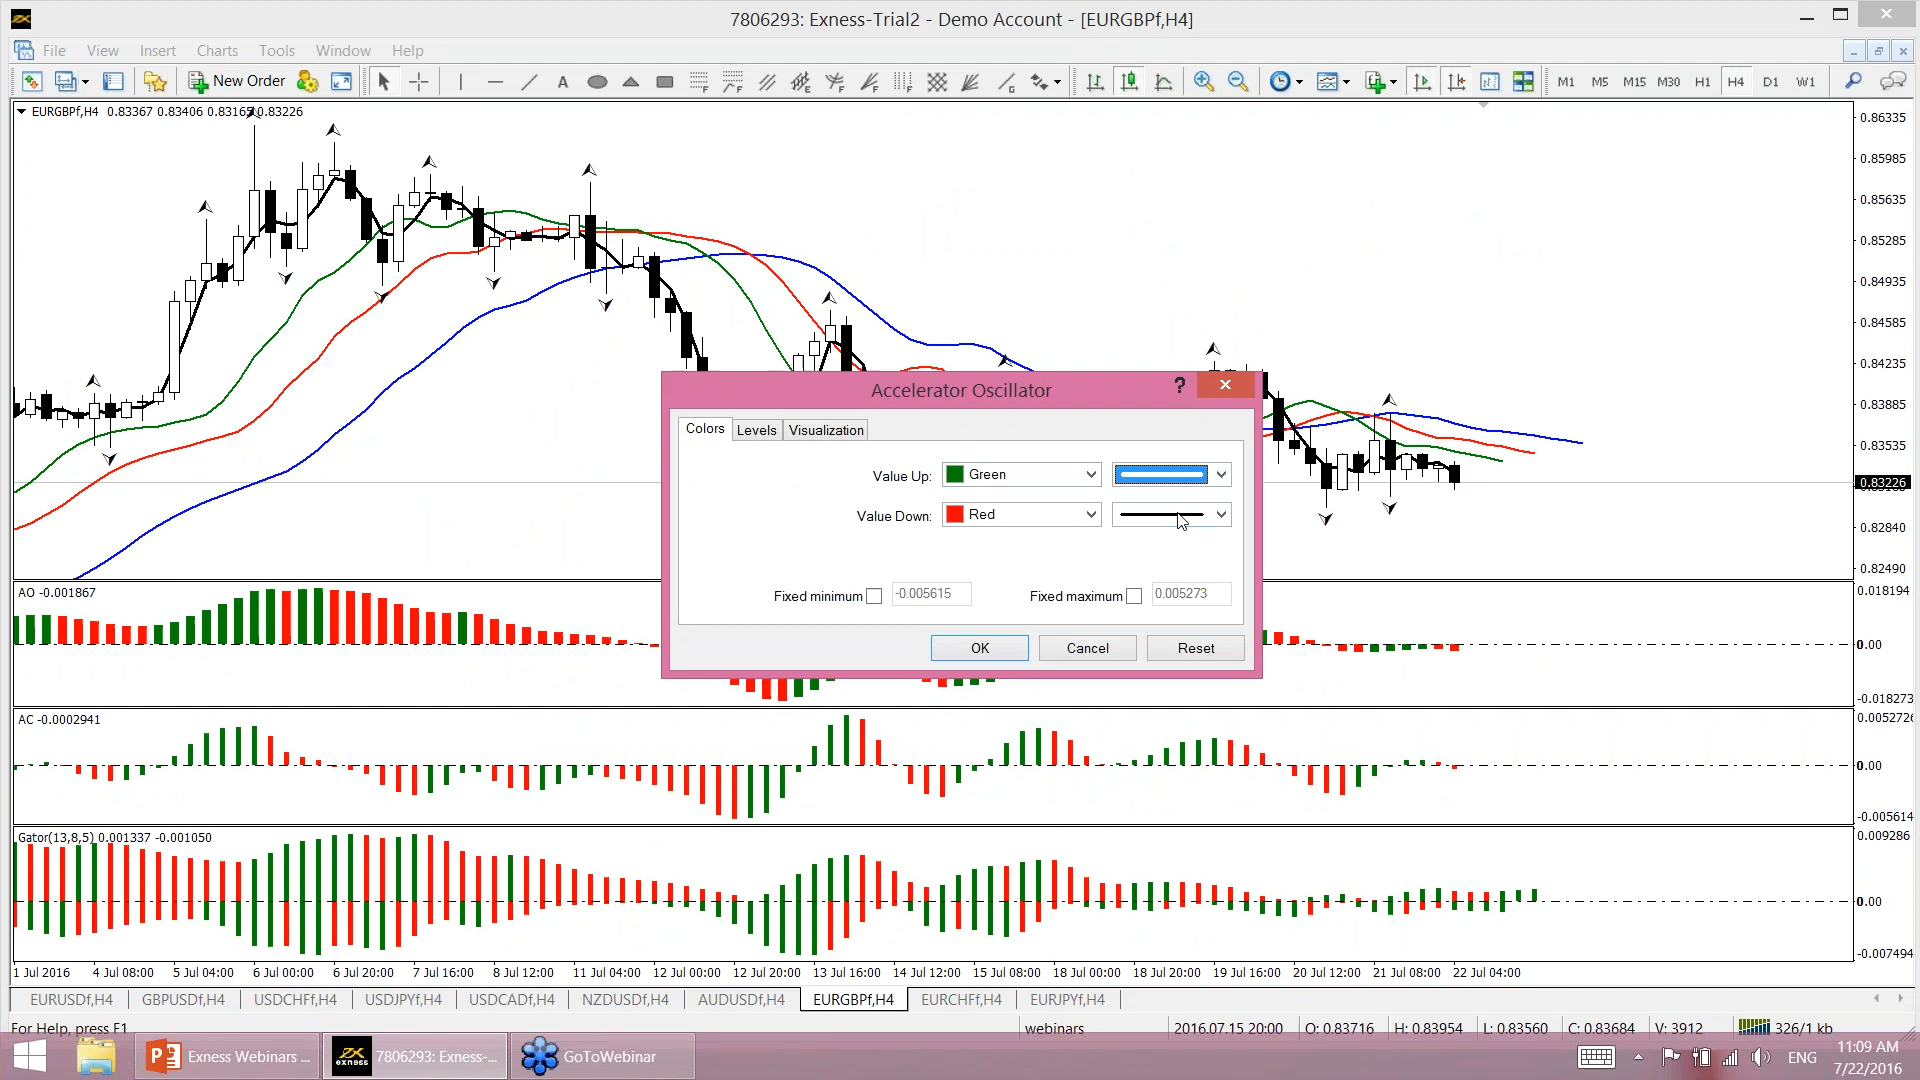 7806293: Exness-Trial2 - Demo Account - [EURGBPf,H4]
File View Insert Charts Tools Window Help
New Order A M1 M5 M15 M30 H1 H4 D1 W1
EURGBPf,H4 0.83367 0.83406 0.83165 0.83226
0.86335
0.85985
0.85635
0.85285
0.84935
0.84585
0.84235
0.83885
0.83535
0.83226
0.82840
0.82490
Accelerator Oscillator
?
Colors Levels Visualization
Value Up: Green
Value Down: Red
Fixed minimum -0.005615 Fixed maximum 0.005273
OK Cancel Reset
AO -0.001867
0.018194
0.00
-0.018273
AC -0.0002941
0.0052726
0.00
-0.005614
Gator(13,8,5) 0.001337 -0.001050
0.009286
0.00
-0.007494
1 Jul 2016 4 Jul 08:00 5 Jul 04:00 6 Jul 00:00 6 Jul 20:00 7 Jul 16:00 8 Jul 12:00 11 Jul 04:00 12 Jul 00:00 12 Jul 20:00 13 Jul 16:00 14 Jul 12:00 15 Jul 08:00 18 Jul 00:00 18 Jul 20:00 19 Jul 16:00 20 Jul 12:00 21 Jul 08:00 22 Jul 04:00
EURUSDf,H4 GBPUSDf,H4 USDCHFf,H4 USDJPYf,H4 USDCADf,H4 NZDUSDf,H4 AUDUSDf,H4 EURGBPf,H4 EURCHFf,H4 EURJPYf,H4
For Help, press F1 webinars 2016.07.15 20:00 O: 0.83716 H: 0.83954 L: 0.83560 C: 0.83684 V: 3912 326/1 kb
Exness Webinars ... exness 7806293: Exness-... GoToWebinar ENG 11:09 AM
7/22/2016